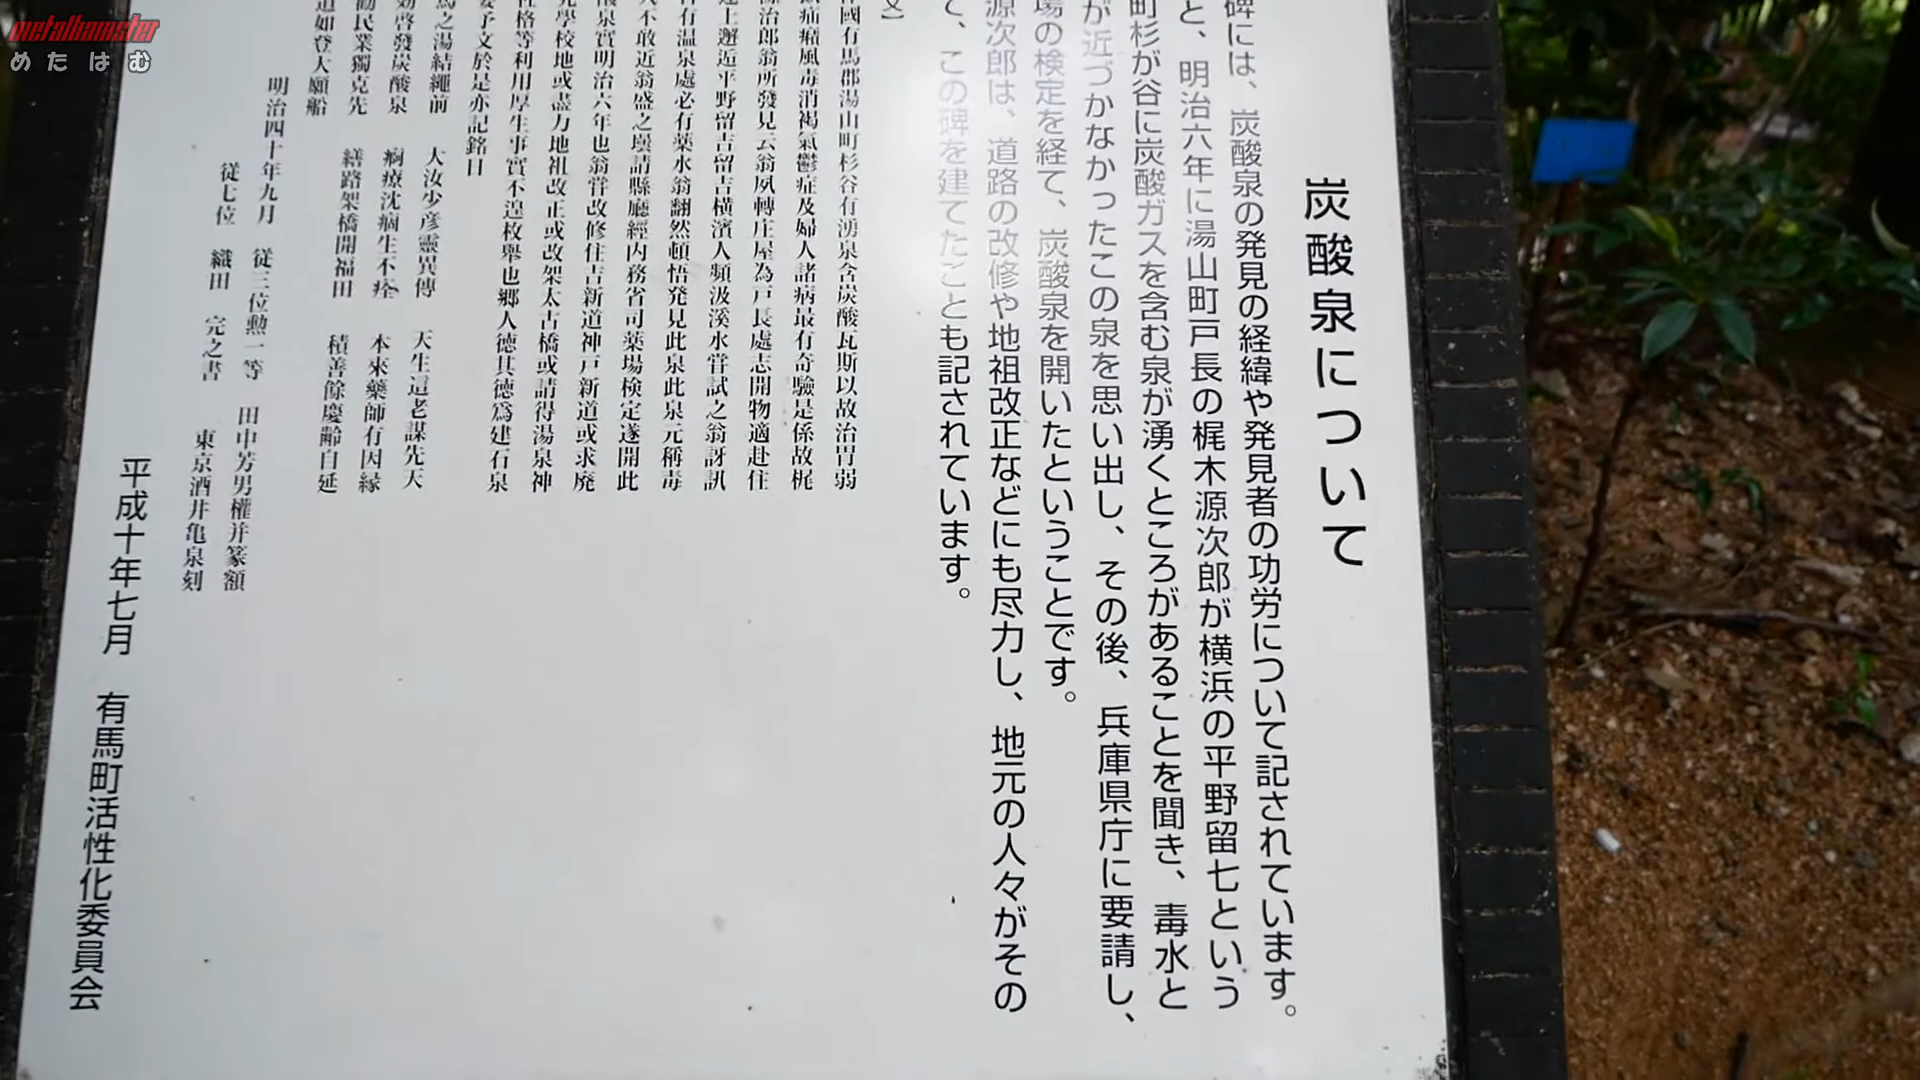 metalhamster
めたはむ
炭酸泉について
碑には、炭酸泉の発見の経緯や発見者の功労について記されています。
と、明治六年に湯山町戸長の梶木源次郎が横浜の平野留七という
町杉が谷に炭酸ガスを含む泉が湧くところがあることを聞き、毒水と
が近づかなかったこの泉を思い出し、その後、兵庫県庁に要請し、
場の検定を経て、炭酸泉を開いたということです。
源次郎は、道路の改修や地祖改正などにも尽力し、地元の人々がその
て、この碑を建てたことも記されています。
文】
國有馬郡湯山町杉谷有湧泉含炭酸瓦斯以故治胃弱
疝癪風毒消褐氣鬱症及婦人諸病最有奇驗是係故梶
治郎翁所發見云翁夙轉庄屋為戸長處志開物適赴住
上邂逅平野留吉留吉横濱人頻汲溪水甞試之翁訝訊
有温泉處必有薬水翁翻然頓悟発見此泉此泉元稱毒
不敢近翁盛之壜請縣廳經内務省司薬場検定遂開此
泉實明治六年也翁甞改修住吉新道神戸新道或求廃
學校地或盡力地祖改正或改架太古橋或請得湯泉神
性格等利用厚生事實不遑枚舉也郷人德其德爲建石泉
予文於是亦記銘曰
馬之湯結繩前 大汝少彦靈異傳 天生這老謀先天
啓發炭酸泉 痾療沈痼生不痊 本來藥師有因縁
勸民業獨克先 繕路架橋開福田 積善餘慶齢自延
如登大願船
明治四十年九月 從三位勲一等 田中芳男權并篆額
從七位 織田 完之書 東京酒井亀泉刻
平成十年七月 有馬町活性化委員会